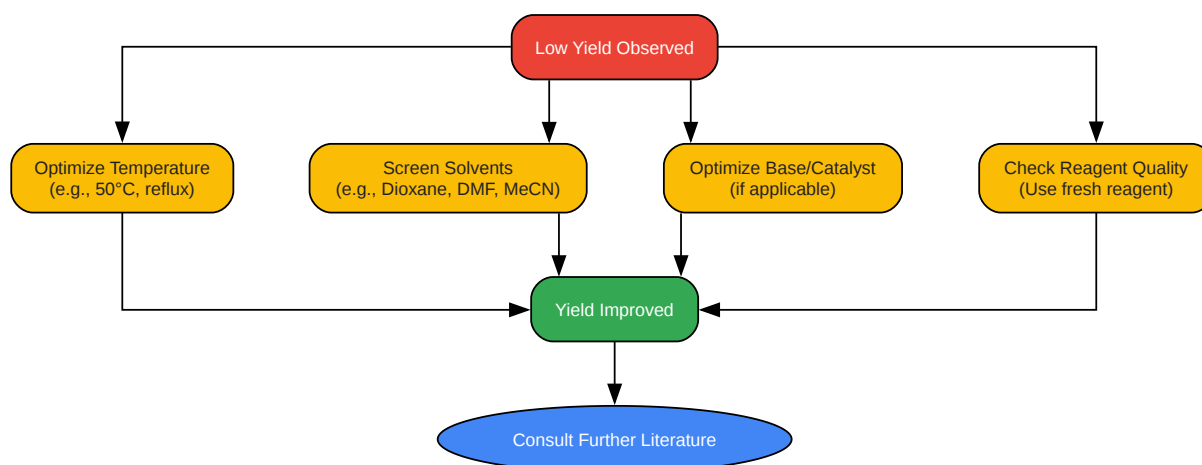 Low Yield Observed
Optimize Temperature
(e.g., 50°C, reflux)
Screen Solvents
(e.g., Dioxane, DMF, MeCN)
Optimize Base/Catalyst
(if applicable)
Check Reagent Quality
(Use fresh reagent)
Yield Improved
Consult Further Literature